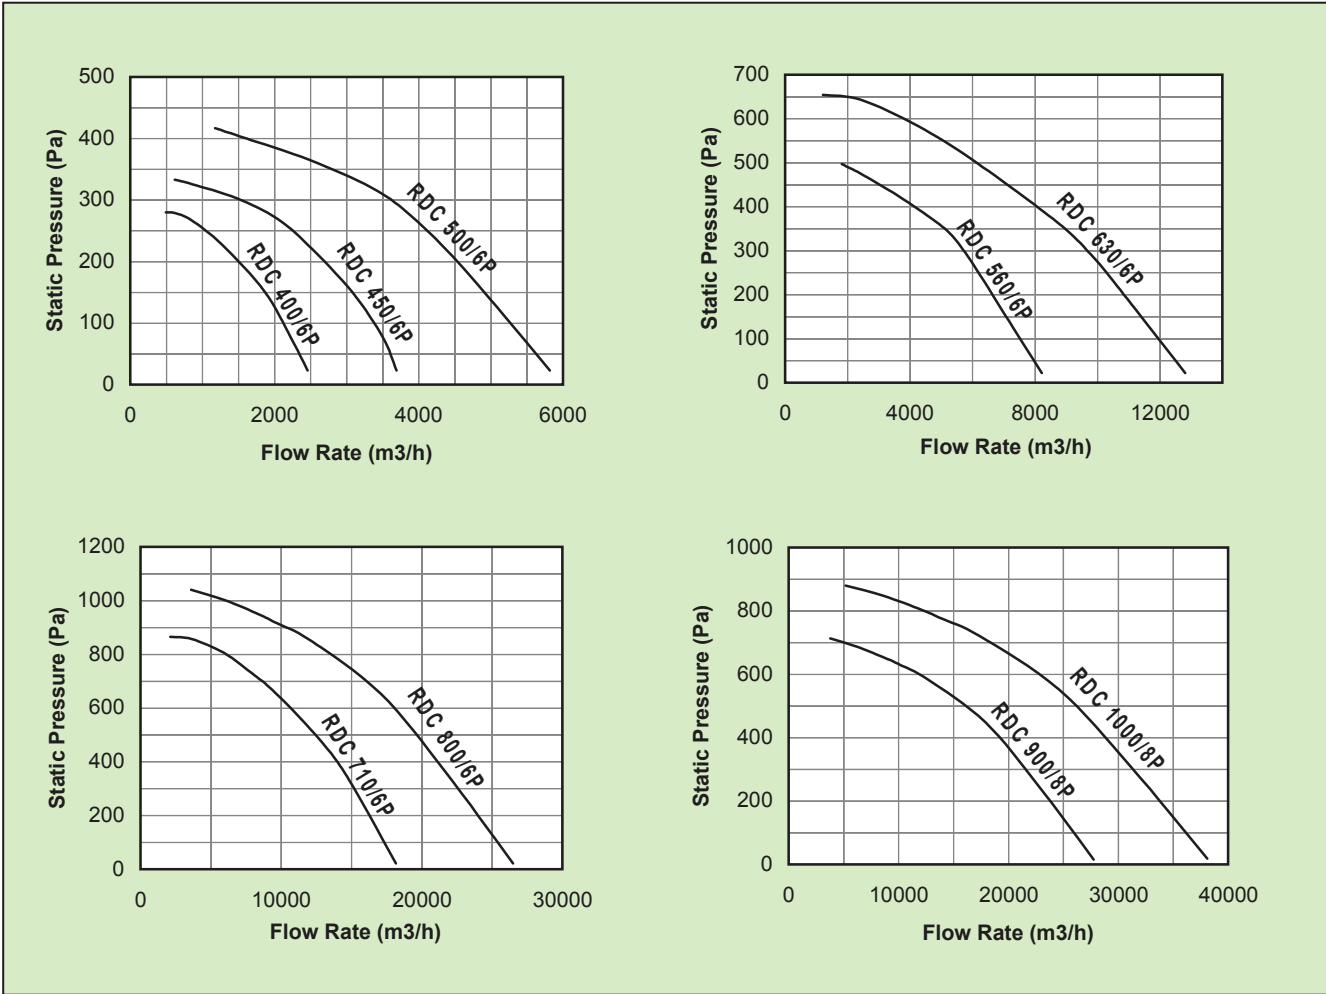 500
400
300
200
100
0
Static Pressure (Pa)
RDC 400/6P
RDC 450/6P
RDC 500/6P
0 2000 4000 6000
Flow Rate (m3/h)
700
600
500
400
300
200
100
0
Static Pressure (Pa)
RDC 560/6P
RDC 630/6P
0 4000 8000 12000
Flow Rate (m3/h)
1200
1000
800
600
400
200
0
Static Pressure (Pa)
RDC 710/6P
RDC 800/6P
0 10000 20000 30000
Flow Rate (m3/h)
1000
800
600
400
200
0
Static Pressure (Pa)
RDC 900/8P
RDC 1000/8P
0 10000 20000 30000 40000
Flow Rate (m3/h)